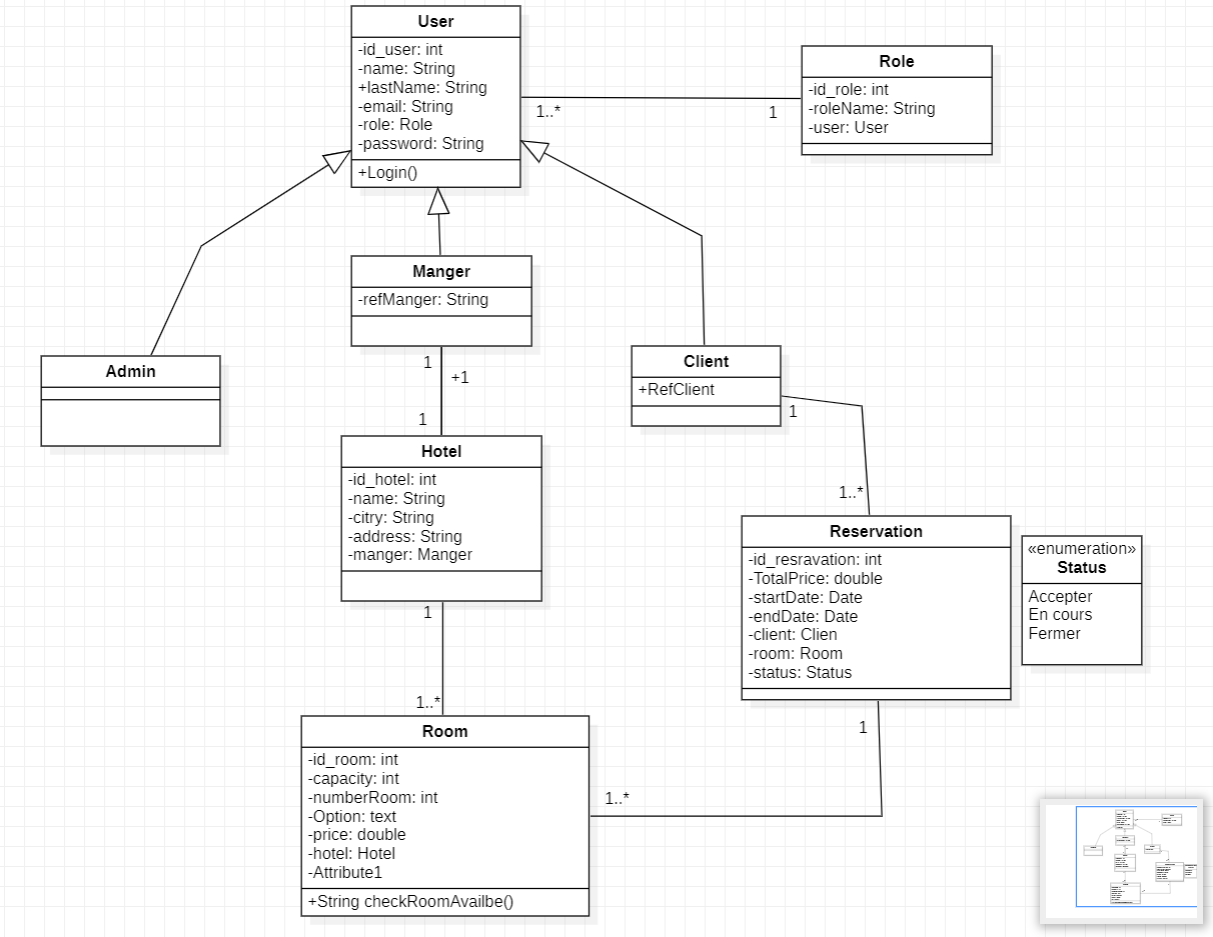 User
-id_user: int
-name: String
+lastName: String
-email: String
-role: Role
-password: String
+Login()
1..*
1
Role
-id_role: int
-roleName: String
-user: User
Manger
-refManger: String
Admin
Client
+RefClient
1
+1
1
1
1..*
Hotel
-id_hotel: int
-name: String
-citry: String
-address: String
-manger: Manger
Reservation
-id_resravation: int
-TotalPrice: double
-startDate: Date
-endDate: Date
-client: Clien
-room: Room
-status: Status
«enumeration»
Status
Accepter
En cours
Fermer
1
1..*
1
1..*
Room
-id_room: int
-capacity: int
-numberRoom: int
-Option: text
-price: double
-hotel: Hotel
-Attribute1
+String checkRoomAvailbe()